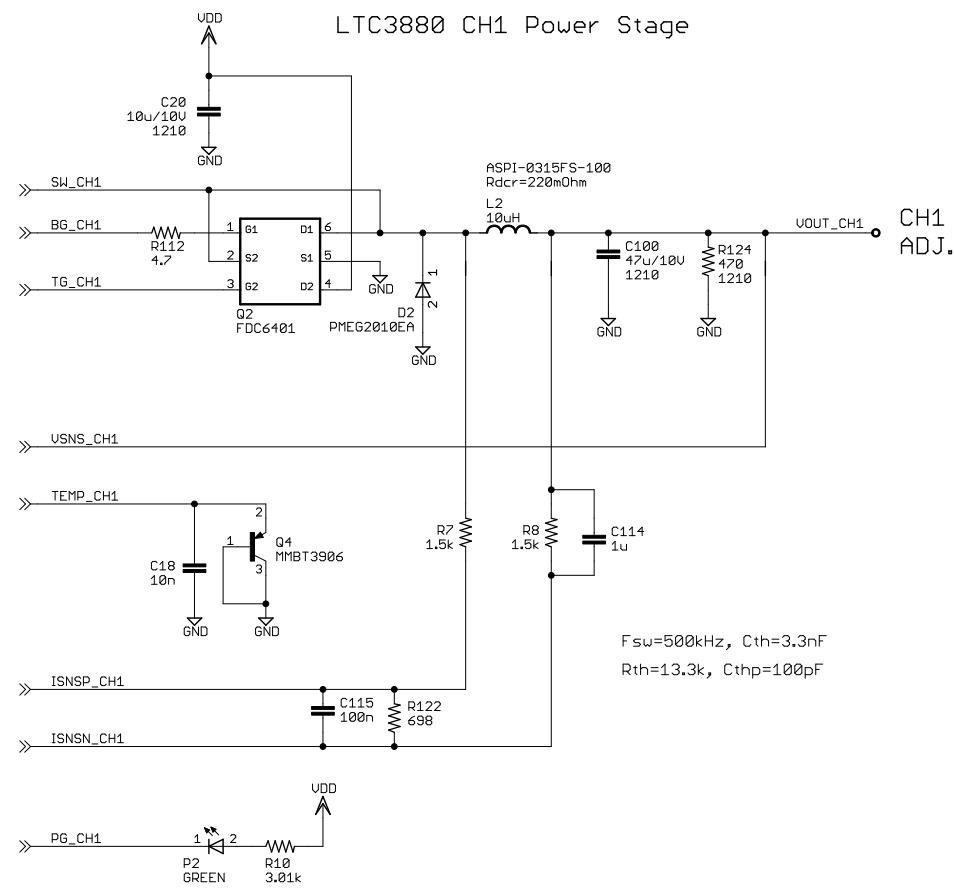 LTC3880 CH1 Power Stage
VDD
C20
10u/10V
1210
GND
SW_CH1
BG_CH1
R112
4.7
TG_CH1
1 G1 D1 6
2 S2 S1 5
3 G2 D2 4
Q2
FDC6401
GND
1
2
D2
PMEG2010EA
GND
ASPI-0315FS-100
Rdcr=220mOhm
L2
10uH
C100
47u/10V
1210
GND
R124
470
1210
GND
VOUT_CH1
CH1
ADJ.
VSNS_CH1
TEMP_CH1
C18
10n
GND
2
1
3
Q4
MMBT3906
GND
R7
1.5k
R8
1.5k
C114
1u
Fsw=500kHz, Cth=3.3nF
Rth=13.3k, Cthp=100pF
ISNSP_CH1
C115
100n
R122
698
ISNSN_CH1
VDD
PG_CH1
1 2
P2
GREEN
R10
3.01k